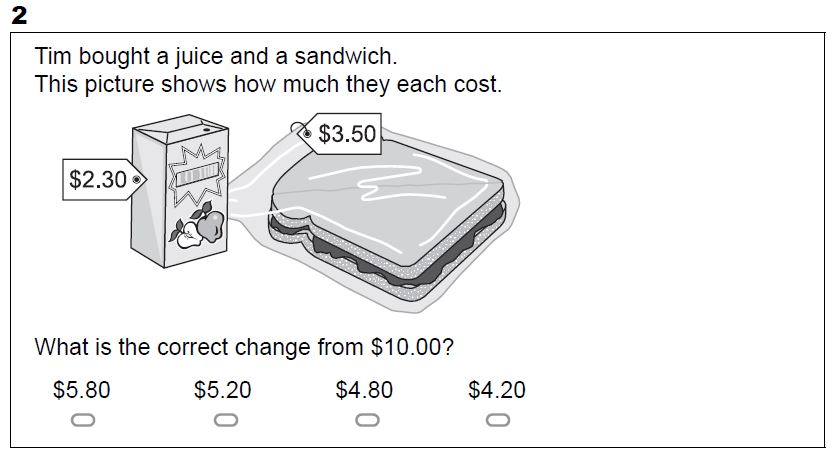 2
Tim bought a juice and a sandwich.
This picture shows how much they each cost.
$3.50
$2.30
What is the correct change from $10.00?
$5.80 $5.20 $4.80 $4.20